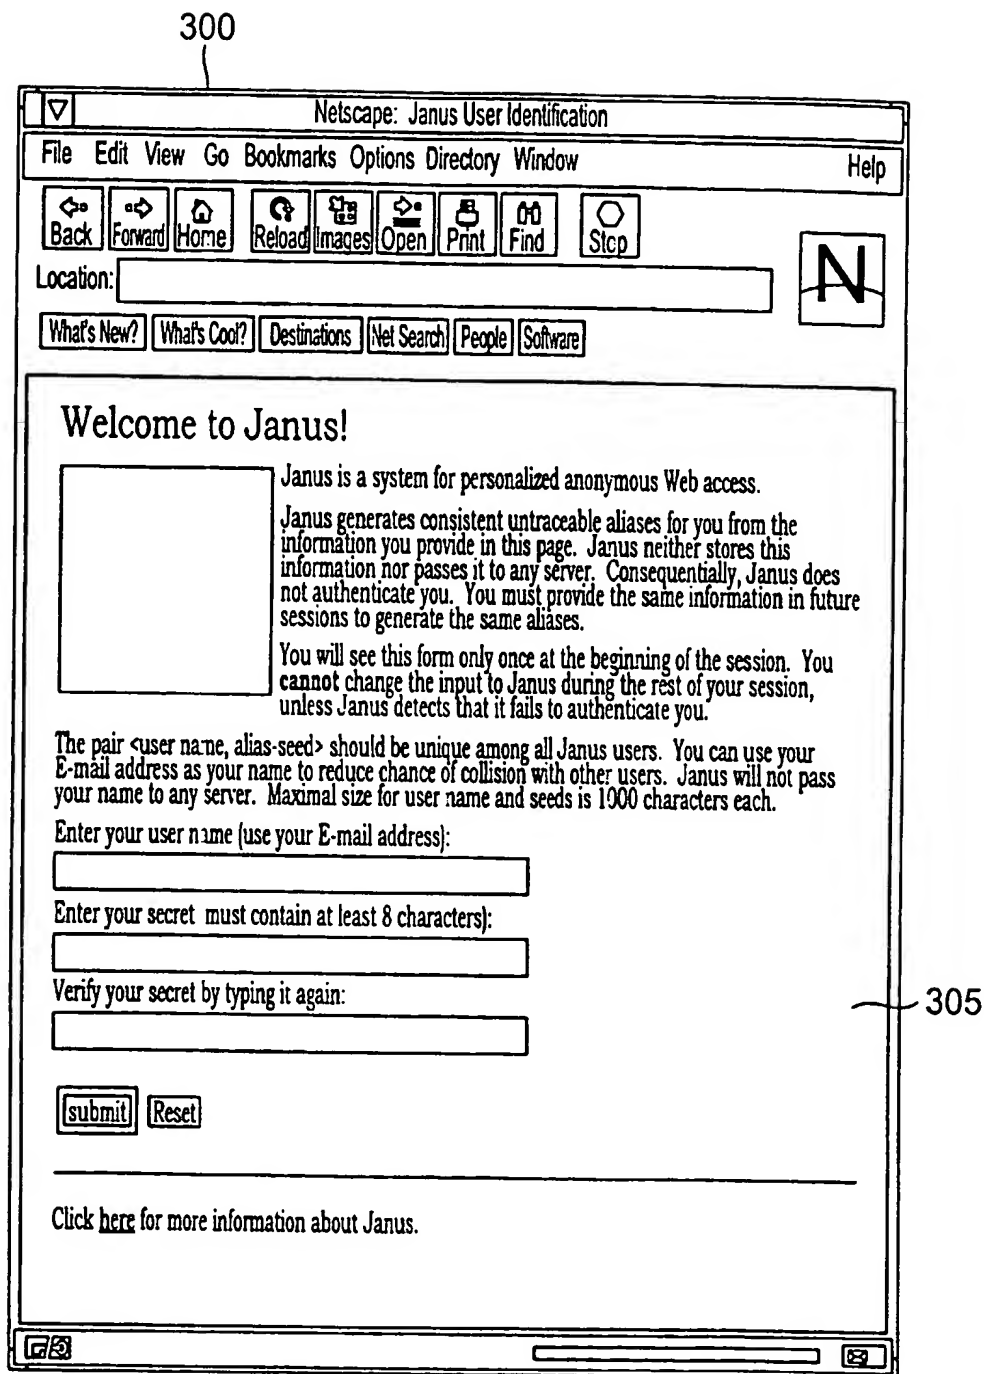 300
Netscape: Janus User Identification
File Edit View Go Bookmarks Options Directory Window Help
Back Forward Home Reload Images Open Print Find Stop
N
Location:
What's New? What's Cool? Destinations Net Search People Software
Welcome to Janus!
Janus is a system for personalized anonymous Web access.
Janus generates consistent untraceable aliases for you from the
information you provide in this page. Janus neither stores this
information nor passes it to any server. Consequentially, Janus does
not authenticate you. You must provide the same information in future
sessions to generate the same aliases.
You will see this form only once at the beginning of the session. You
cannot change the input to Janus during the rest of your session,
unless Janus detects that it fails to authenticate you.
The pair <user name, alias-seed> should be unique among all Janus users. You can use your
E-mail address as your name to reduce chance of collision with other users. Janus will not pass
your name to any server. Maximal size for user name and seeds is 1000 characters each.
Enter your user name (use your E-mail address):
Enter your secret must contain at least 8 characters):
Verify your secret by typing it again:
305
submit Reset
Click here for more information about Janus.